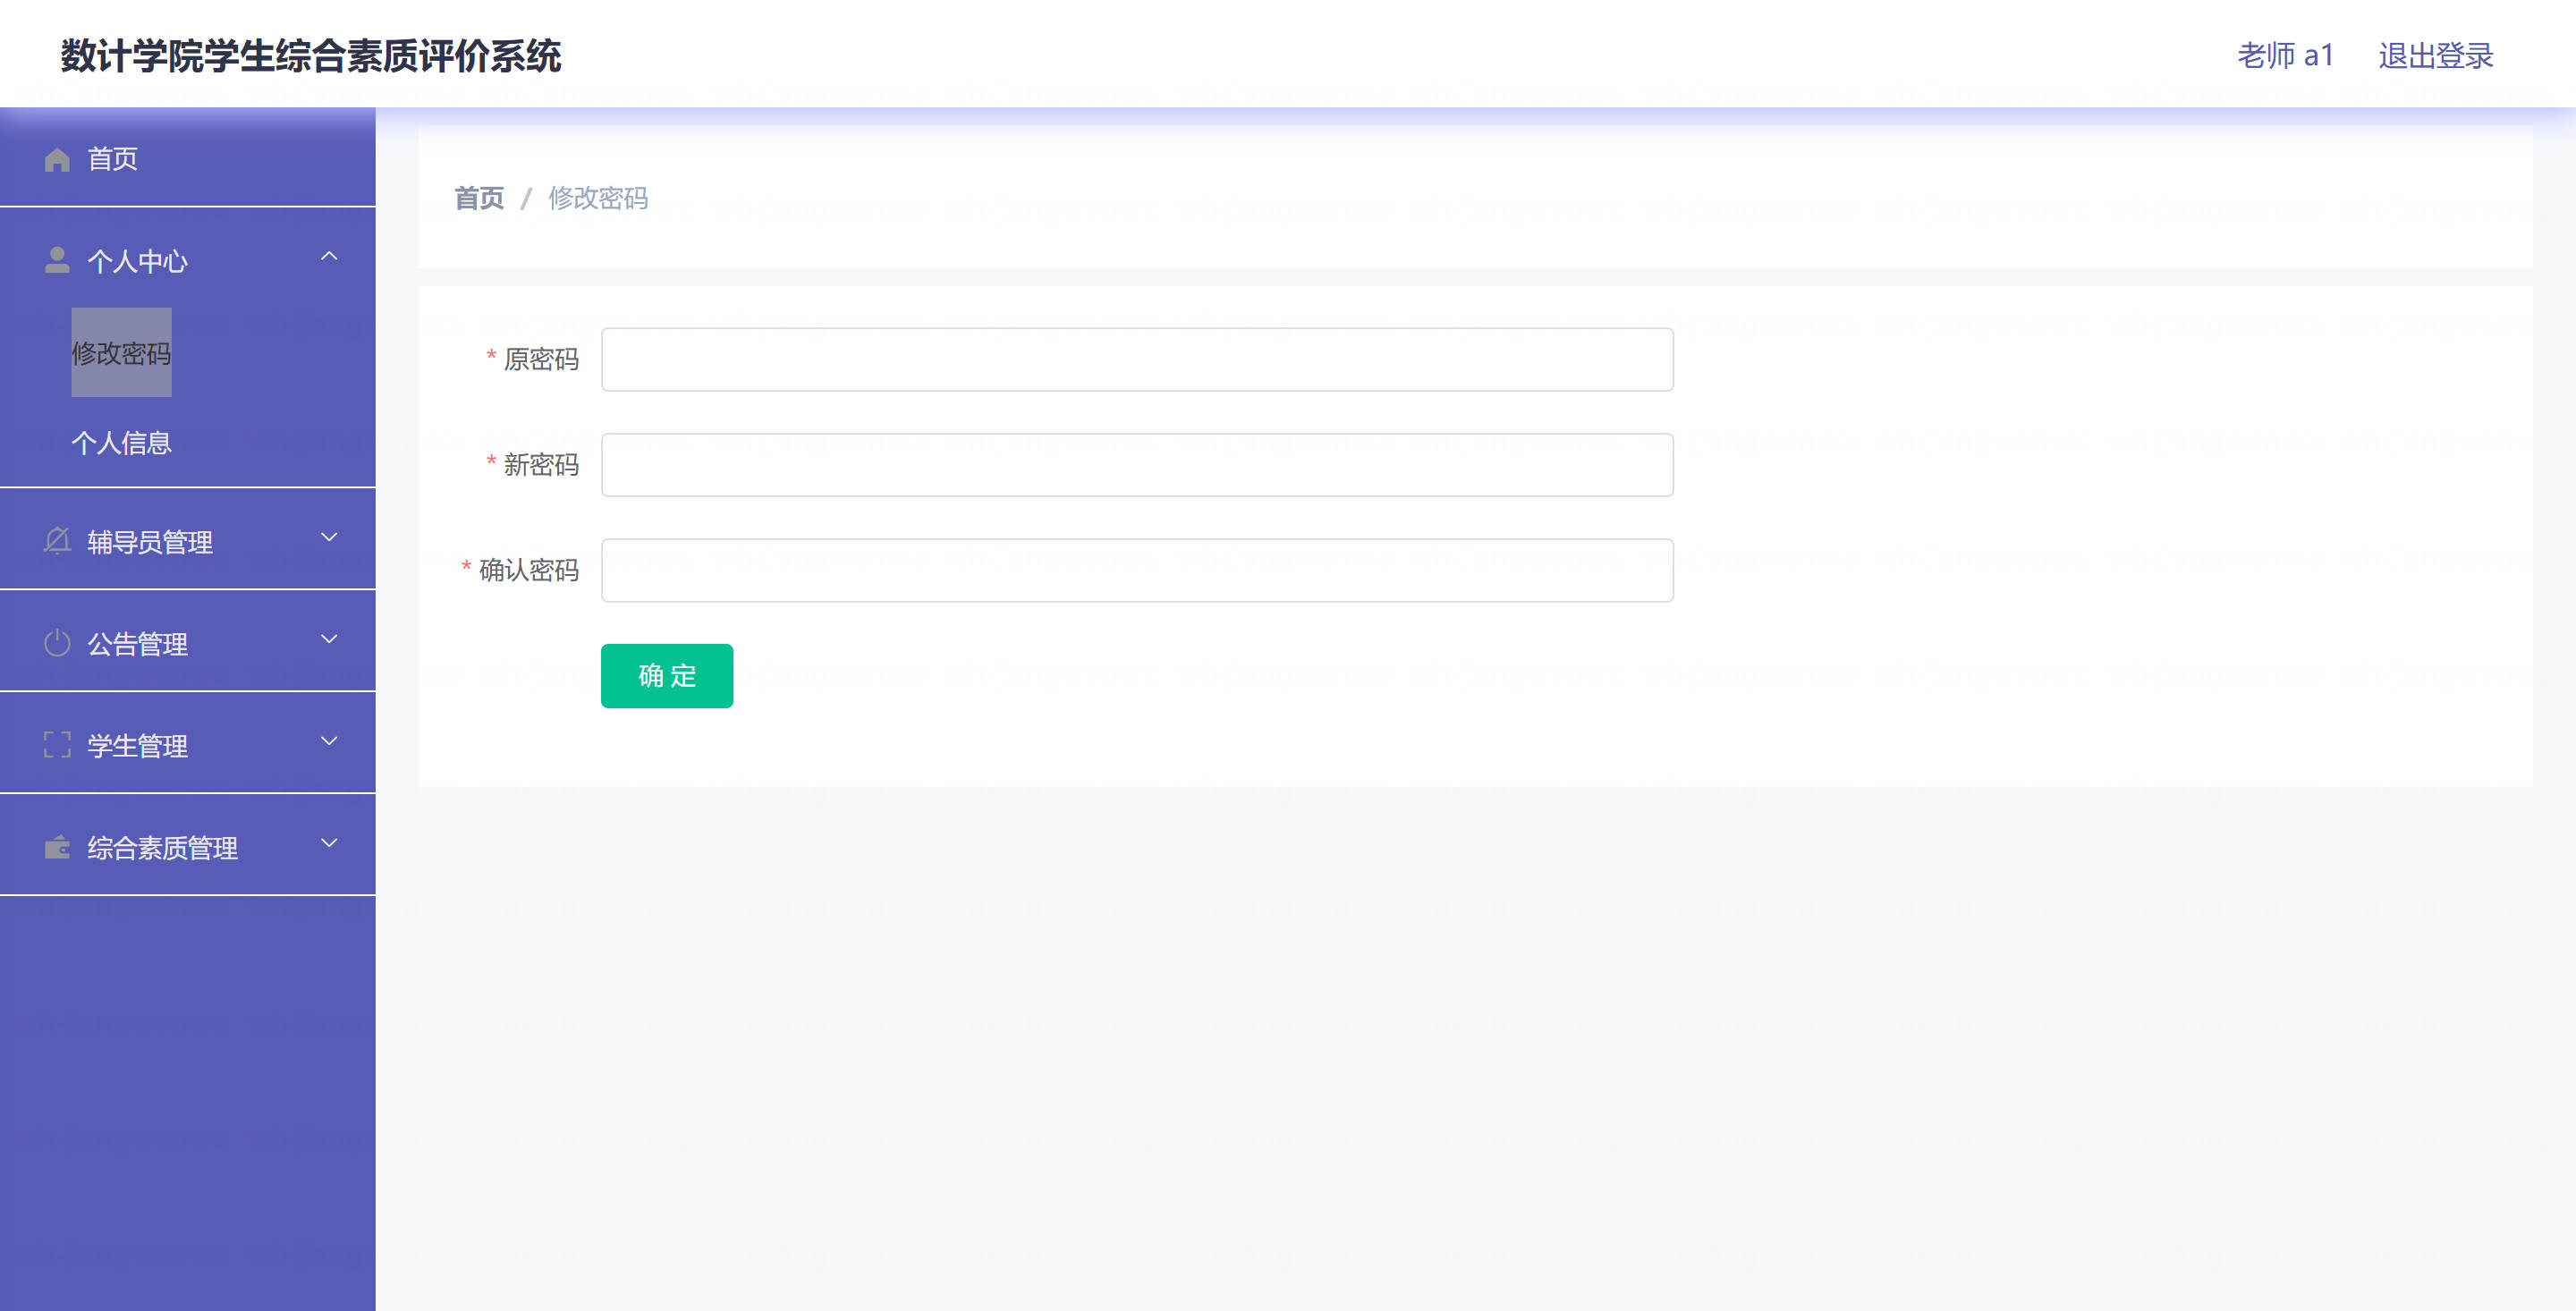 数计学院学生综合素质评价系统
老师 a1 退出登录
首页
个人中心
修改密码
个人信息
辅导员管理
公告管理
学生管理
综合素质管理
首页 / 修改密码
* 原密码
* 新密码
* 确认密码
确 定